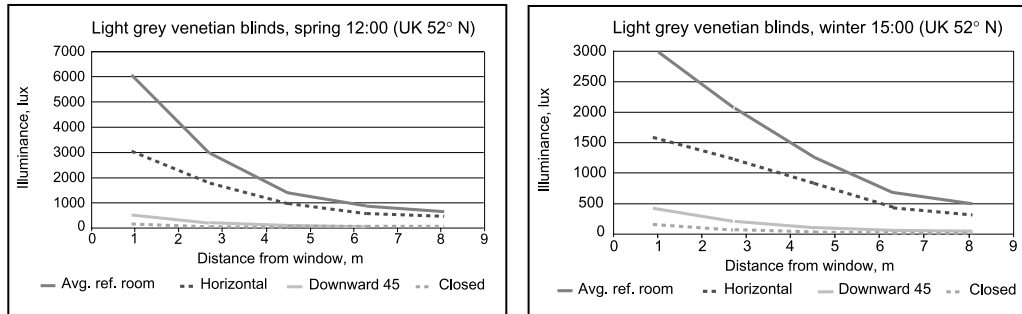 Light grey venetian blinds, spring 12:00 (UK 52° N)
7000
6000
5000
4000
3000
2000
1000
0
Illuminance, lux
0 1 2 3 4 5 6 7 8 9
Distance from window, m
Avg. ref. room Horizontal Downward 45 Closed
Light grey venetian blinds, winter 15:00 (UK 52° N)
3000
2500
2000
1500
1000
500
0
Illuminance, lux
0 1 2 3 4 5 6 7 8 9
Distance from window, m
Avg. ref. room Horizontal Downward 45 Closed